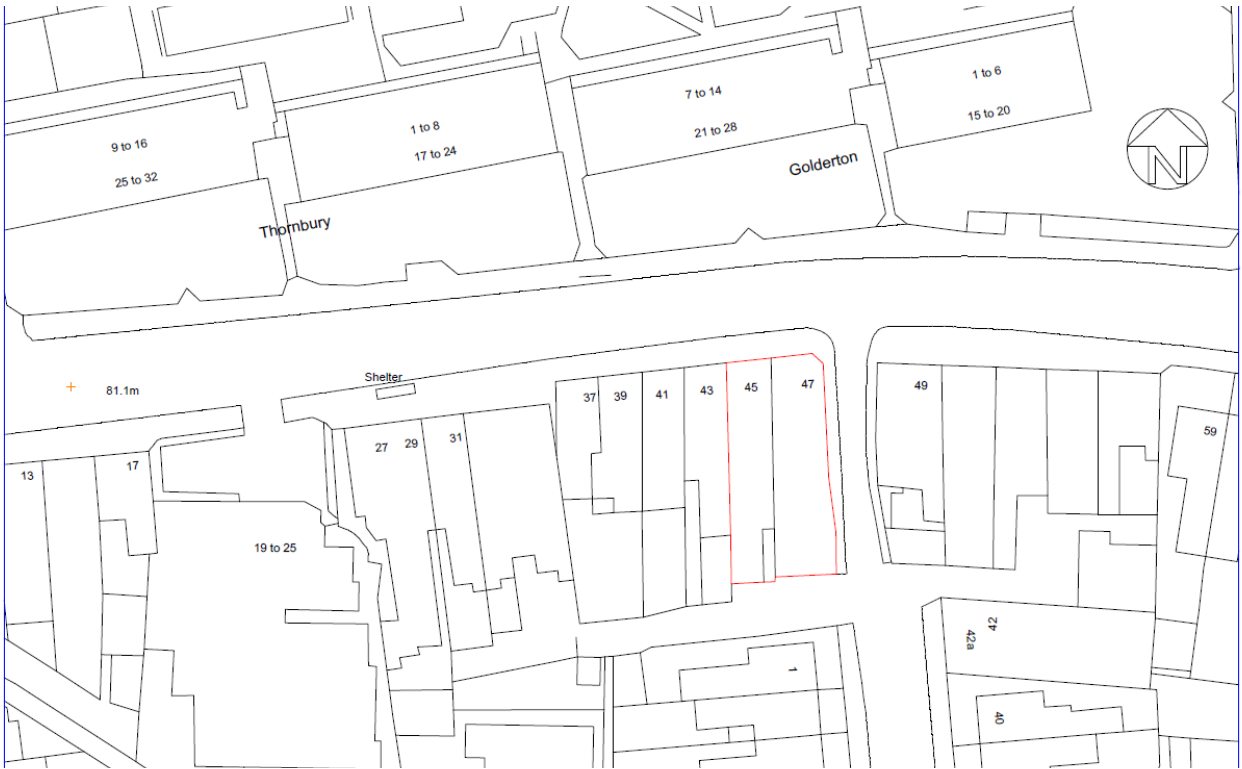 1 to 6
15 to 20
7 to 14
21 to 28
1 to 8
17 to 24
9 to 16
25 to 32
Golderton
Thornbury
N
Shelter
81.1m
37
39
41
43
45
47
49
59
27
29
31
13
17
19 to 25
42
42a
1
40